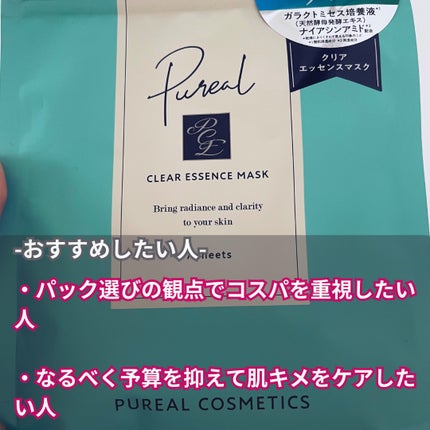 ガラクトミセス培養液
(天然酵母発酵エキス)
ナイアシンアミド配合
クリア
エッセンスマスク
Pureal
PCE
CLEAR ESSENCE MASK
Bring radiance and clarity
to your skin
-おすすめしたい人-
heets
・パック選びの観点でコスパを重視したい
人
・なるべく予算を抑えて肌キメをケアした
い人
PUREAL COSMETICS